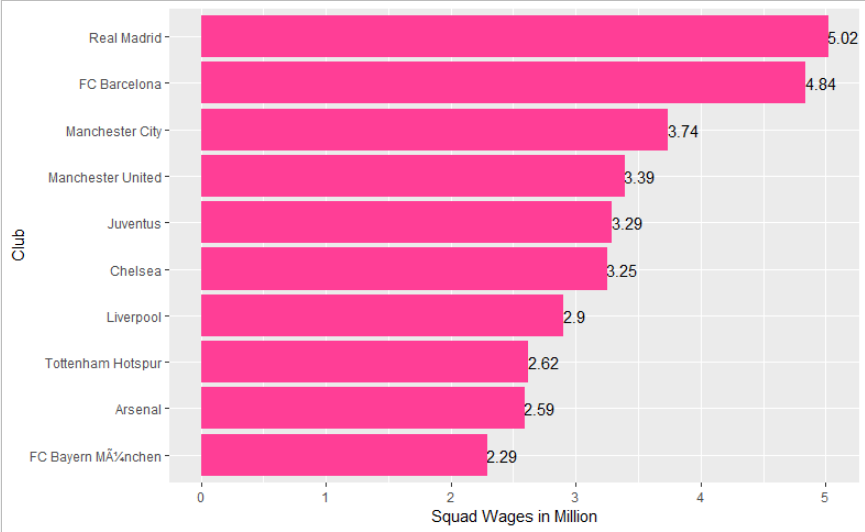 Real Madrid 5.02
FC Barcelona 4.84
Manchester City 3.74
Manchester United 3.39
Juventus 3.29
Chelsea 3.25
Liverpool 2.9
Tottenham Hotspur 2.62
Arsenal 2.59
FC Bayern MÃ¼nchen 2.29
Club
0 1 2 3 4 5
Squad Wages in Million